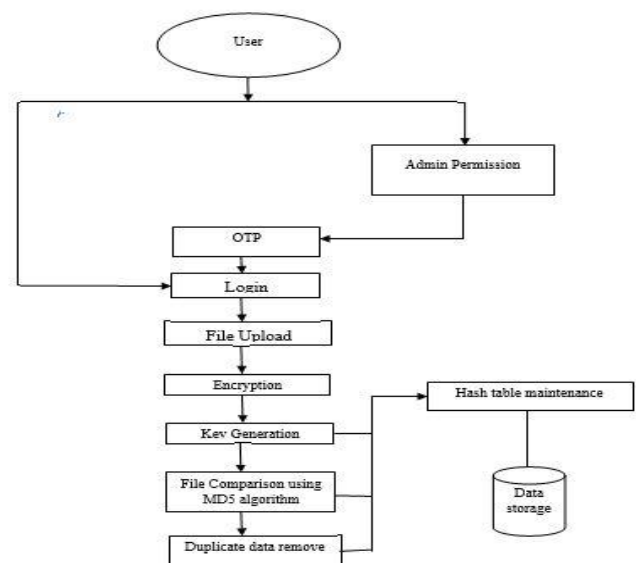 User
Admin Permission
OTP
Login
File Upload
Encryption
Key Generation
Hash table maintenance
File Comparison using
MD5 algorithm
Data
storage
Duplicate data remove